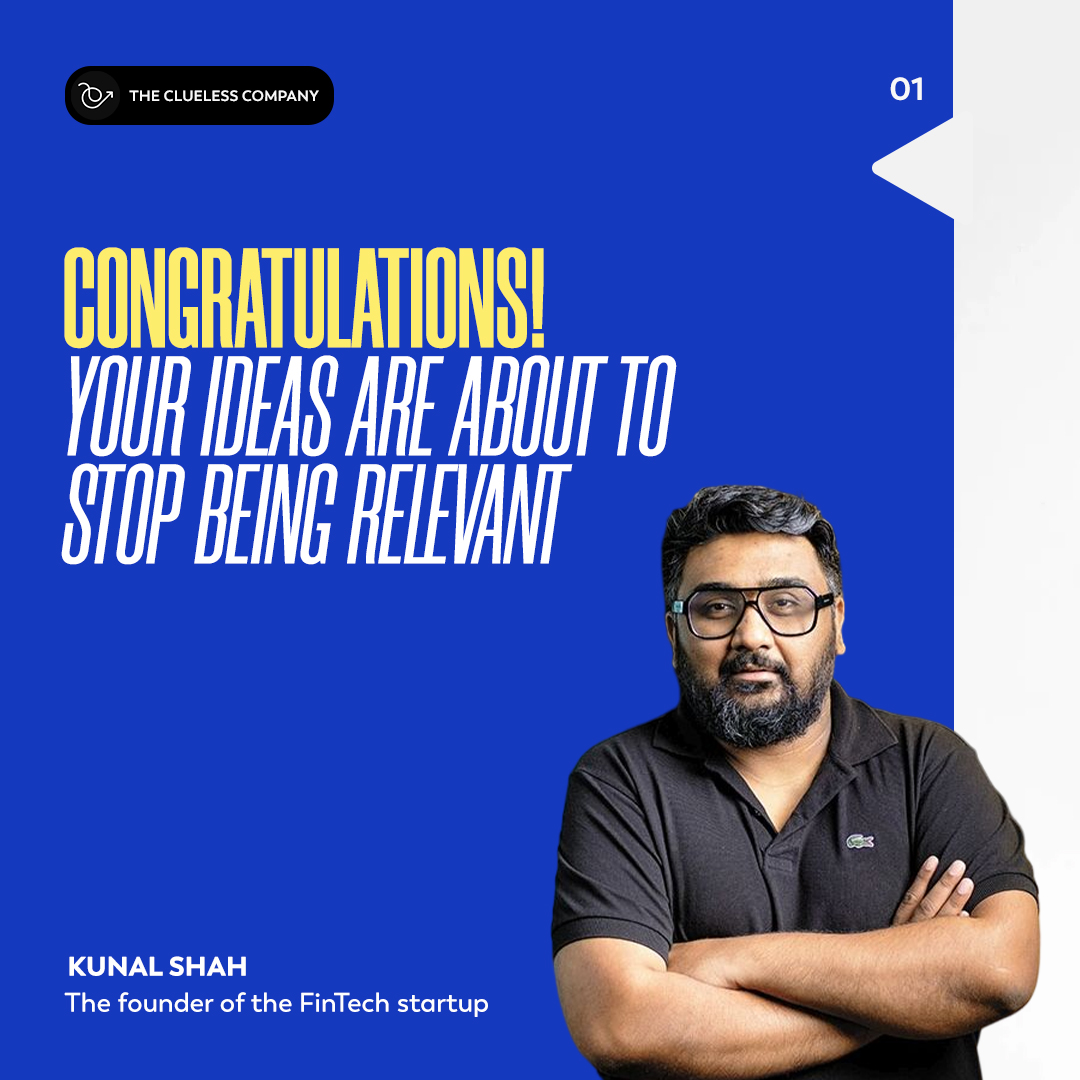 THE CLUELESS COMPANY
01
CONGRATULATIONS!
YOUR IDEAS ARE ABOUT TO
STOP BEING RELEVANT
KUNAL SHAH
The founder of the FinTech startup